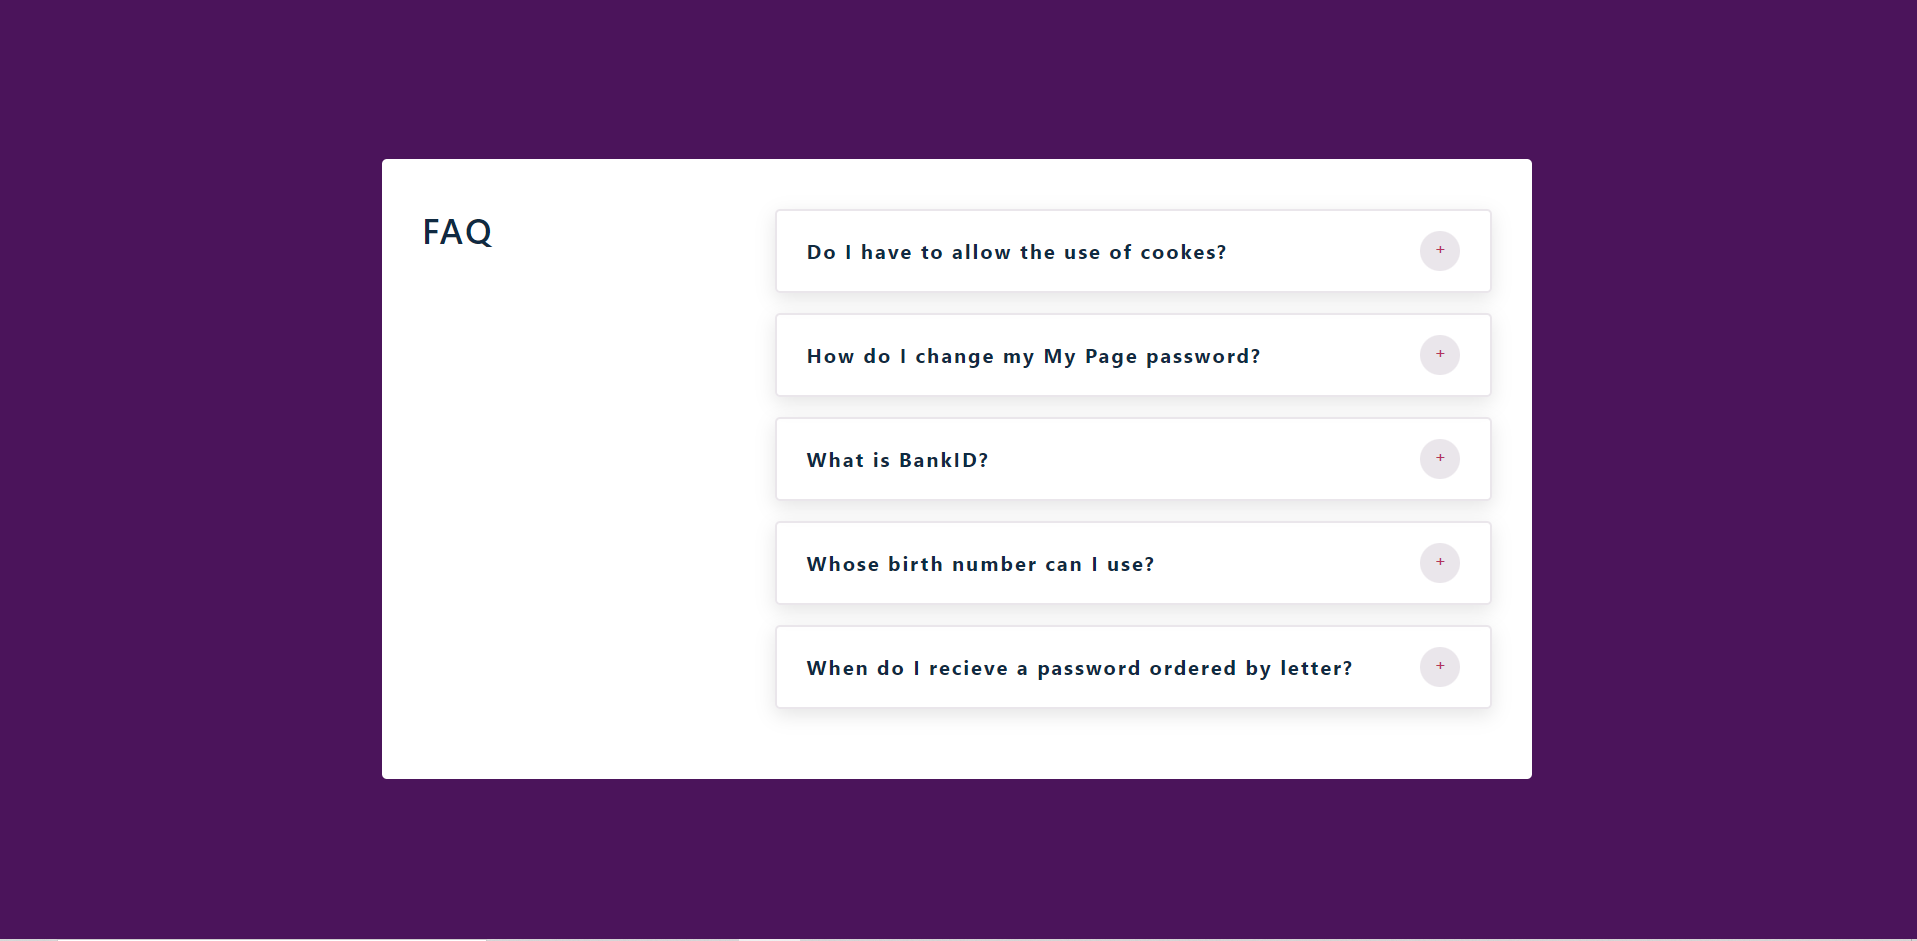 FAQ
Do I have to allow the use of cookes?
+
How do I change my My Page password?
+
What is BankID?
+
Whose birth number can I use?
+
When do I recieve a password ordered by letter?
+